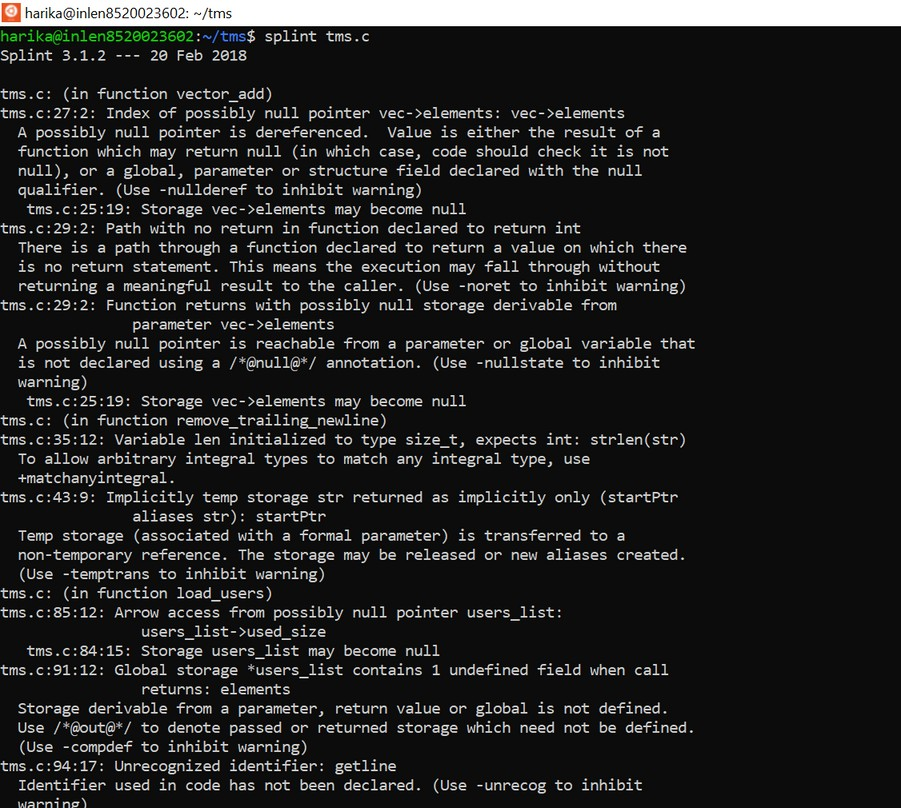 harika@inlen8520023602: ~/tms
harika@inlen8520023602:~/tms$ splint tms.c
Splint 3.1.2 --- 20 Feb 2018
tms.c: (in function vector_add)
tms.c:27:2: Index of possibly null pointer vec->elements: vec->elements
A possibly null pointer is dereferenced.  Value is either the result of a
function which may return null (in which case, code should check it is not
null), or a global, parameter or structure field declared with the null
qualifier. (Use -nullderef to inhibit warning)
tms.c:25:19: Storage vec->elements may become null
tms.c:29:2: Path with no return in function declared to return int
There is a path through a function declared to return a value on which there
is no return statement. This means the execution may fall through without
returning a meaningful result to the caller. (Use -noret to inhibit warning)
tms.c:29:2: Function returns with possibly null storage derivable from
parameter vec->elements
A possibly null pointer is reachable from a parameter or global variable that
is not declared using a /*@null@*/ annotation. (Use -nullstate to inhibit
warning)
tms.c:25:19: Storage vec->elements may become null
tms.c: (in function remove_trailing_newline)
tms.c:35:12: Variable len initialized to type size_t, expects int: strlen(str)
To allow arbitrary integral types to match any integral type, use
+matchanyintegral.
tms.c:43:9: Implicitly temp storage str returned as implicitly only (startPtr
aliases str): startPtr
Temp storage (associated with a formal parameter) is transferred to a
non-temporary reference. The storage may be released or new aliases created.
(Use -temptrans to inhibit warning)
tms.c: (in function load_users)
tms.c:85:12: Arrow access from possibly null pointer users_list:
users_list->used_size
tms.c:84:15: Storage users_list may become null
tms.c:91:12: Global storage *users_list contains 1 undefined field when call
returns: elements
Storage derivable from a parameter, return value or global is not defined.
Use /*@out@*/ to denote passed or returned storage which need not be defined.
(Use -compdef to inhibit warning)
tms.c:94:17: Unrecognized identifier: getline
Identifier used in code has not been declared. (Use -unrecog to inhibit
warning)